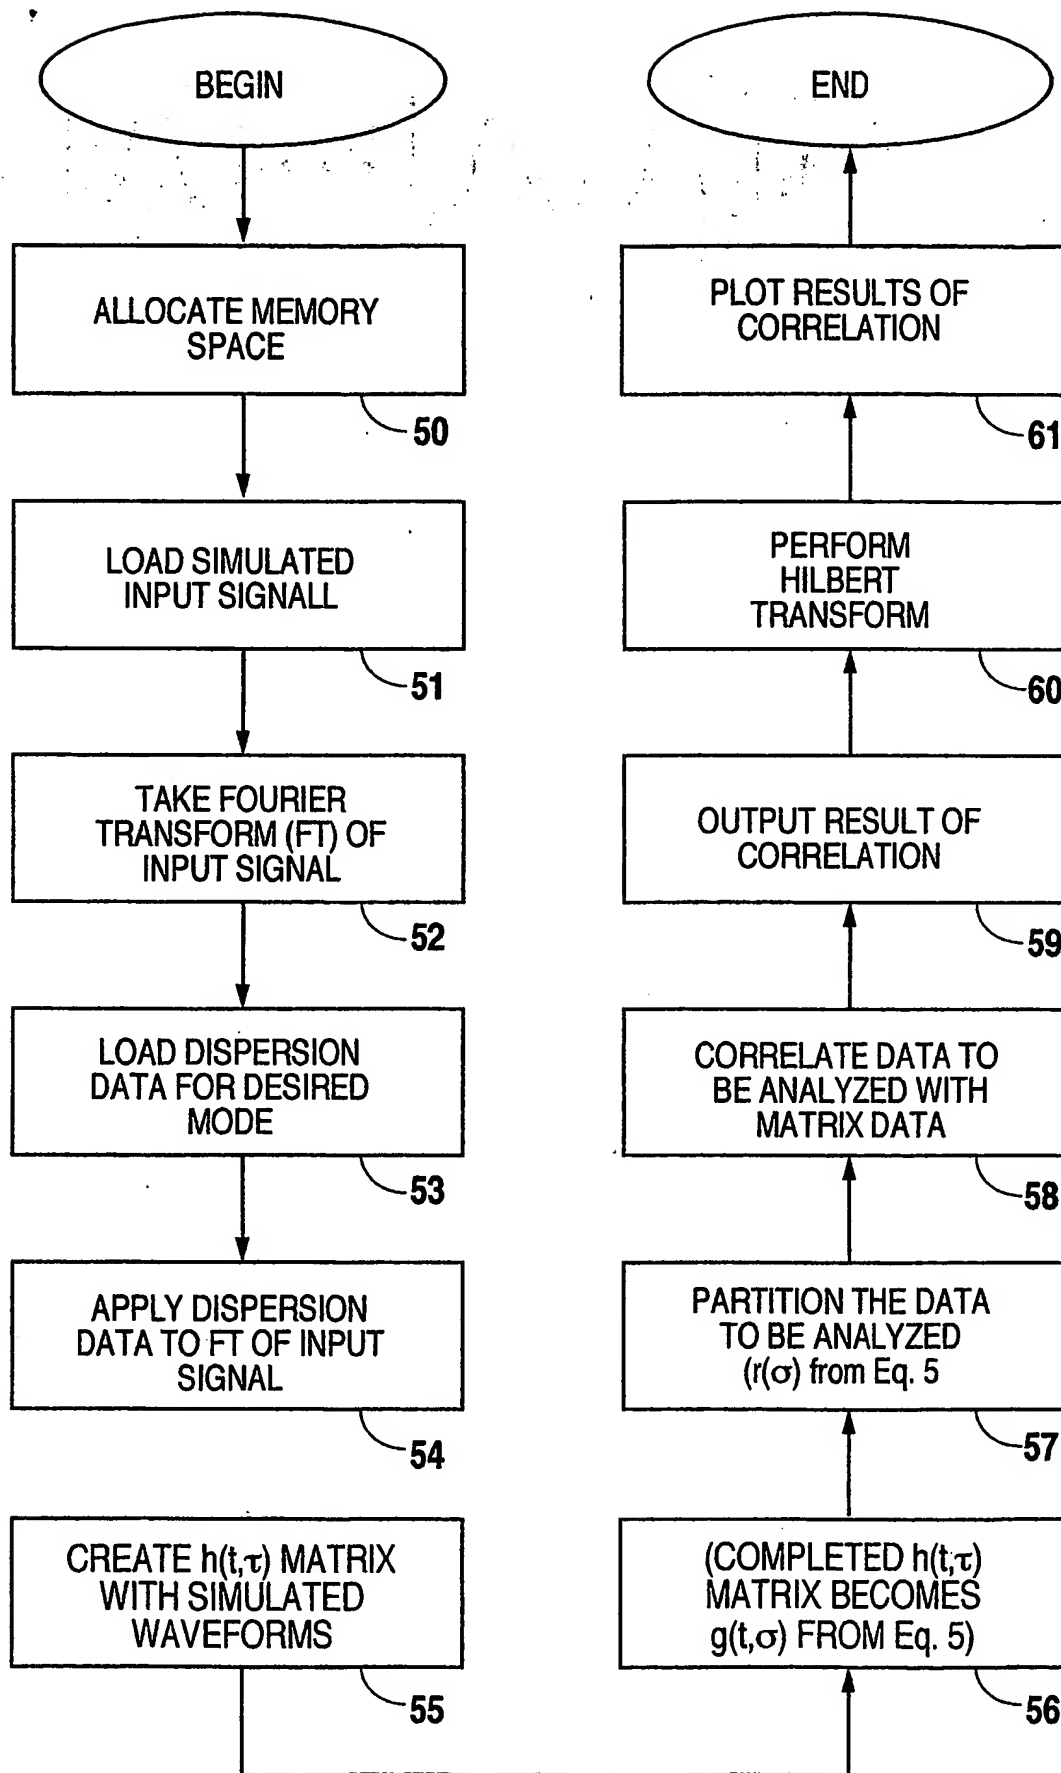 BEGIN
ALLOCATE MEMORY
SPACE
50
LOAD SIMULATED
INPUT SIGNALL
51
TAKE FOURIER
TRANSFORM (FT) OF
INPUT SIGNAL
52
LOAD DISPERSION
DATA FOR DESIRED
MODE
53
APPLY DISPERSION
DATA TO FT OF INPUT
SIGNAL
54
CREATE h(t,τ) MATRIX
WITH SIMULATED
WAVEFORMS
55
(COMPLETED h(t,τ)
MATRIX BECOMES
g(t,σ) FROM Eq. 5)
56
PARTITION THE DATA
TO BE ANALYZED
(r(σ) from Eq. 5
57
CORRELATE DATA TO
BE ANALYZED WITH
MATRIX DATA
58
OUTPUT RESULT OF
CORRELATION
59
PERFORM
HILBERT
TRANSFORM
60
PLOT RESULTS OF
CORRELATION
61
END